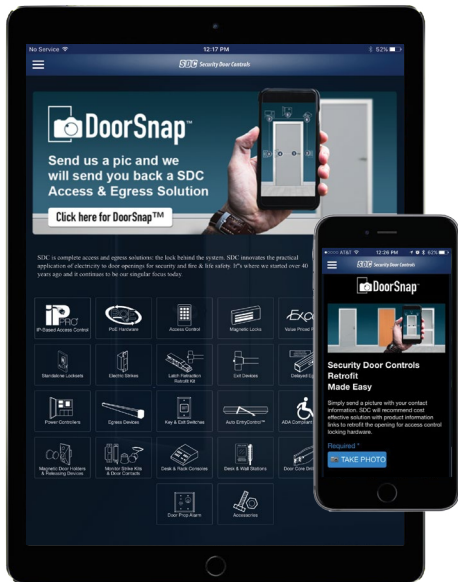 No Service
12:17 PM
52%
SDC Security Door Controls
DoorSnap™
Send us a pic and we
will send you back a SDC
Access & Egress Solution
Click here for DoorSnap™
SDC is complete access and egress solutions: the lock behind the system. SDC innovates the practical
application of electricity to door openings for security and fire & life safety. It's where we started over 40
years ago and it continues to be our singular focus today.
iP PRO
IP-Based Access Control
PoE Hardware
Access Control
Magnetic Locks
Value Priced
Standalone Locksets
Electric Strikes
Latch Retraction
Retrofit Kit
Exit Devices
Delayed
Power Controllers
Egress Devices
Key & Exit Switches
Auto EntryControl™
ADA Compliant
Magnetic Door Holders
& Releasing Devices
Monitor Strike Kits
& Door Contacts
Desk & Rack Consoles
Desk & Wall Stations
Door Prop Alarm
Accessories
AT&T
12:26 PM
62%
SDC Security Door Controls
DoorSnap™
Security Door Controls
Retrofit
Made Easy
Simply send a picture with your contact
information. SDC will recommend cost
effective solution with product information
links to retrofit the opening for access control
locking hardware.
Required *
TAKE PHOTO